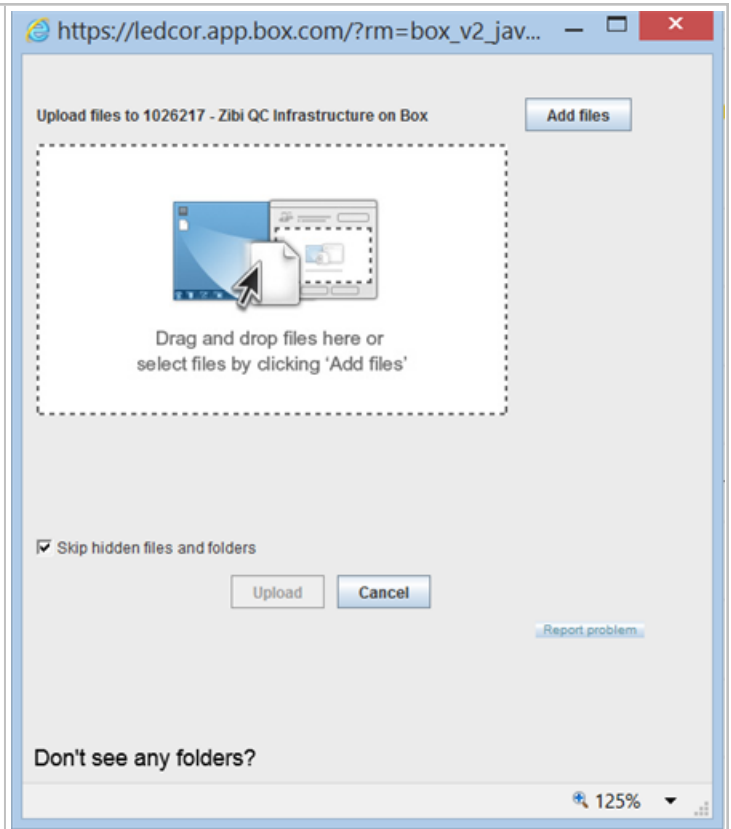 https://ledcor.app.box.com/?rm=box_v2_jav...
Upload files to 1026217 - Zibi QC Infrastructure on Box
Add files
Drag and drop files here or
select files by clicking ‘Add files’
Skip hidden files and folders
Upload
Cancel
Report problem
Don't see any folders?
125%